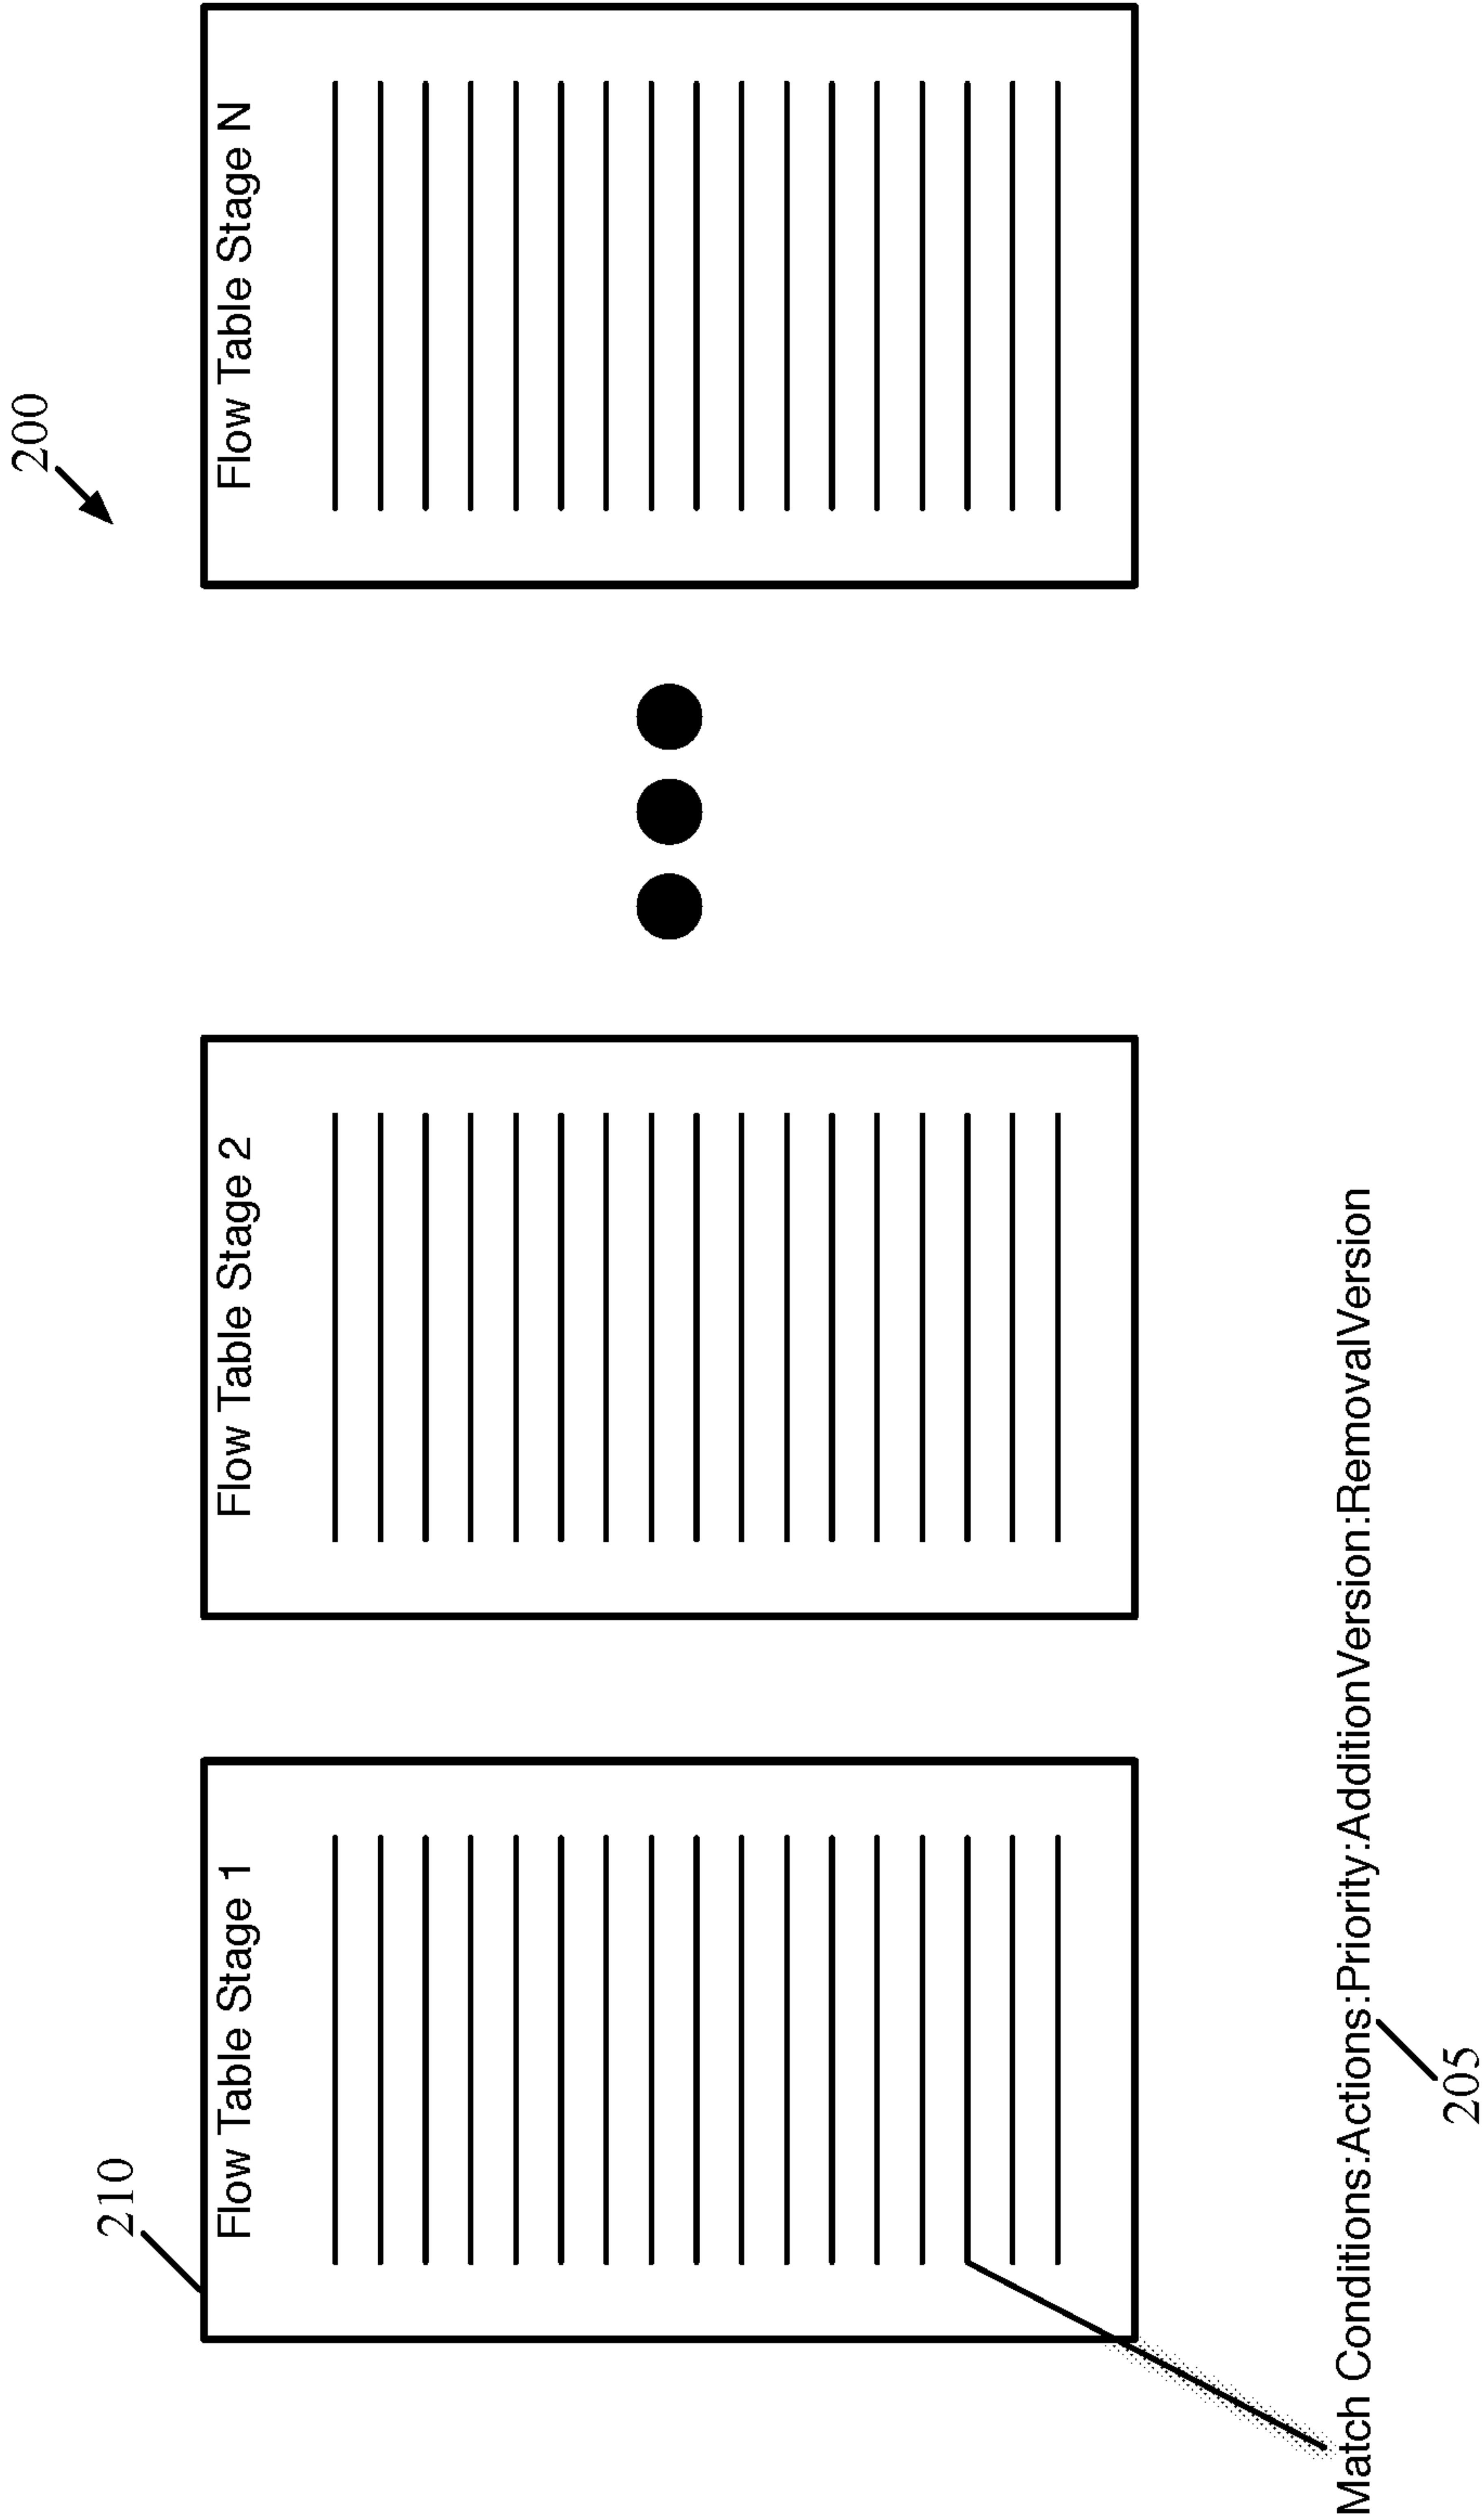 200
210
Flow Table Stage 1
Flow Table Stage 2
Flow Table Stage N
Match Conditions:Actions:Priority:AdditionVersion:RemovalVersion
205